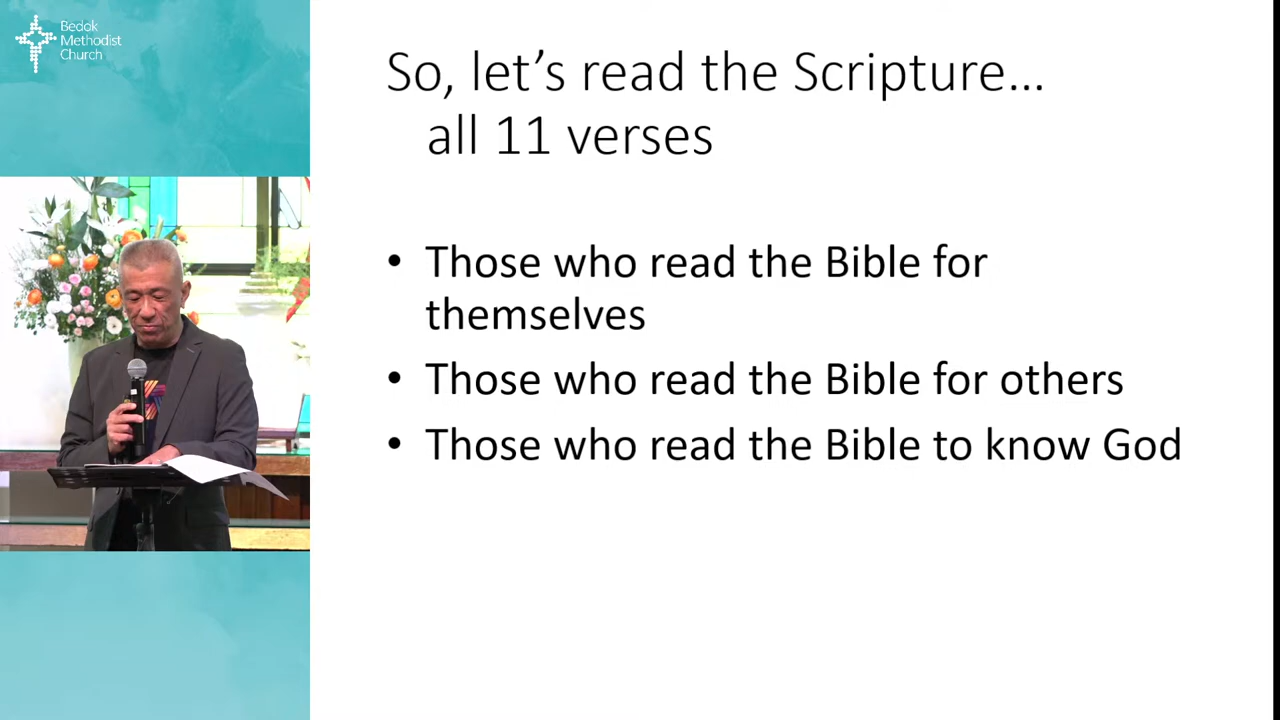 Bedok
Methodist
Church
So, let's read the Scripture...
all 11 verses
• Those who read the Bible for
themselves
• Those who read the Bible for others
• Those who read the Bible to know God